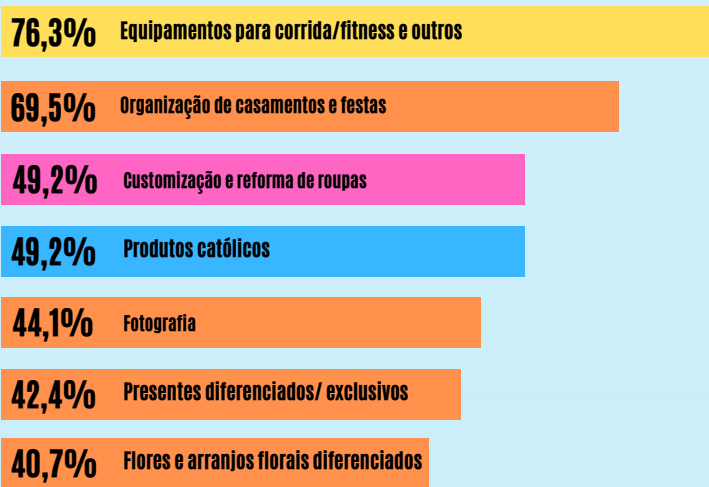 76,3% Equipamentos para corrida/fitness e outros
69,5% Organização de casamentos e festas
49,2% Customização e reforma de roupas
49,2% Produtos católicos
44,1% Fotografia
42,4% Presentes diferenciados/ exclusivos
40,7% Flores e arranjos florais diferenciados